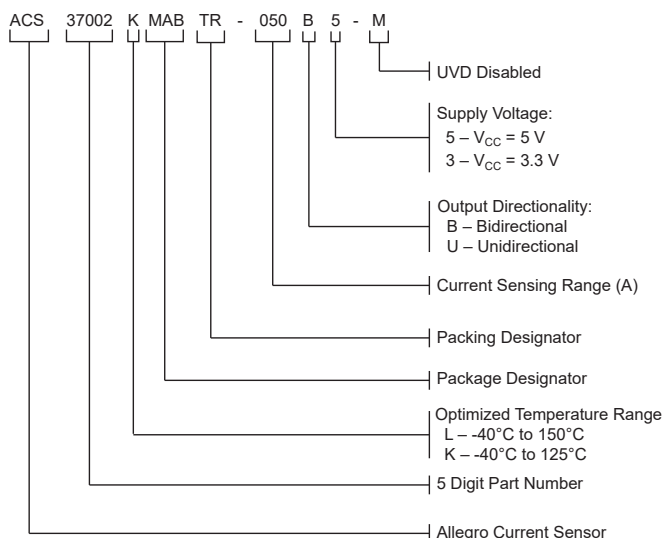 ACS 37002 K MAB TR - 050 B 5 - M
UVD Disabled
Supply Voltage:
5 – VCC = 5 V
3 – VCC = 3.3 V
Output Directionality:
B – Bidirectional
U – Unidirectional
Current Sensing Range (A)
Packing Designator
Package Designator
Optimized Temperature Range
L – -40°C to 150°C
K – -40°C to 125°C
5 Digit Part Number
Allegro Current Sensor